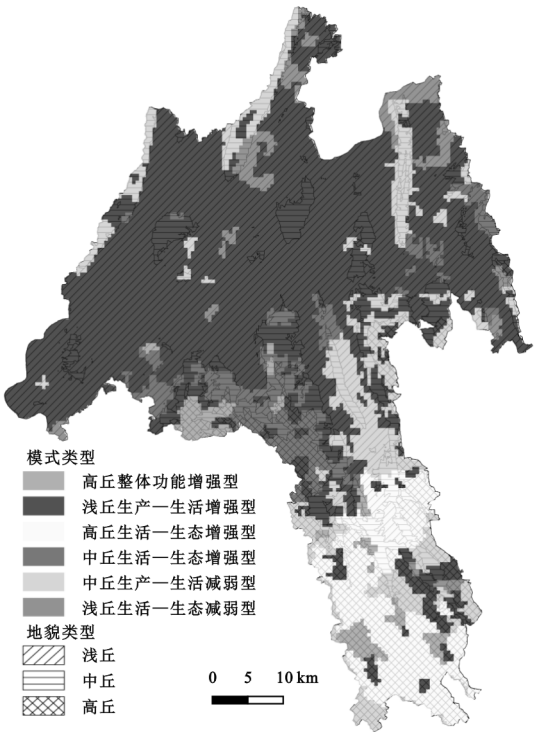 模式类型
高丘整体功能增强型
浅丘生产—生活增强型
高丘生活—生态增强型
中丘生活—生态增强型
中丘生产—生活减弱型
浅丘生活—生态减弱型
地貌类型
浅丘
中丘
高丘
0 5 10 km